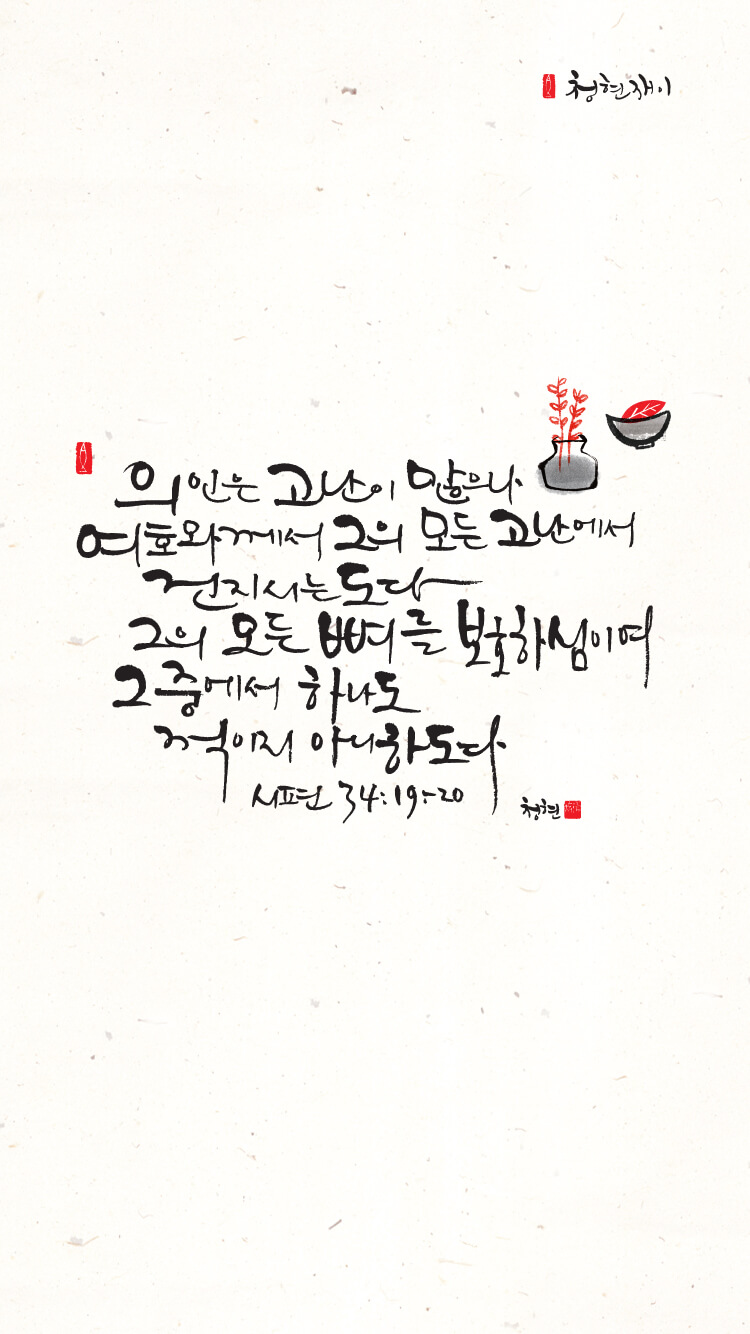 청현재이
의인은 고난이 많으나
여호와께서 그의 모든 고난에서
건지시는도다
그의 모든 뼈를 보호하심이여
그 중에서 하나도
꺽이지 아니하도다
시편 34:19-20
청현